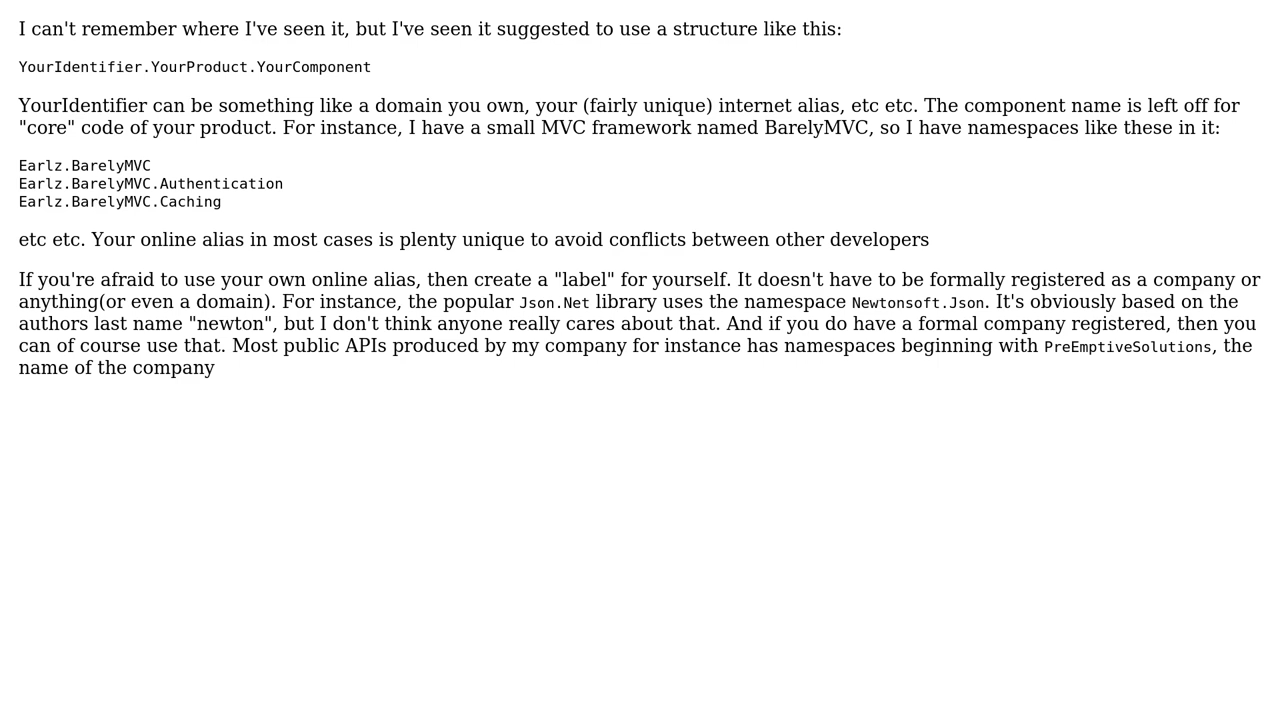 I can't remember where I've seen it, but I've seen it suggested to use a structure like this:
YourIdentifier.YourProduct.YourComponent
YourIdentifier can be something like a domain you own, your (fairly unique) internet alias, etc etc. The component name is left off for
"core" code of your product. For instance, I have a small MVC framework named BarelyMVC, so I have namespaces like these in it:
Earlz.BarelyMVC
Earlz.BarelyMVC.Authentication
Earlz.BarelyMVC.Caching
etc etc. Your online alias in most cases is plenty unique to avoid conflicts between other developers
If you're afraid to use your own online alias, then create a "label" for yourself. It doesn't have to be formally registered as a company or
anything(or even a domain). For instance, the popular Json.Net library uses the namespace Newtonsoft.Json. It's obviously based on the
authors last name "newton", but I don't think anyone really cares about that. And if you do have a formal company registered, then you
can of course use that. Most public APIs produced by my company for instance has namespaces beginning with PreEmptiveSolutions, the
name of the company